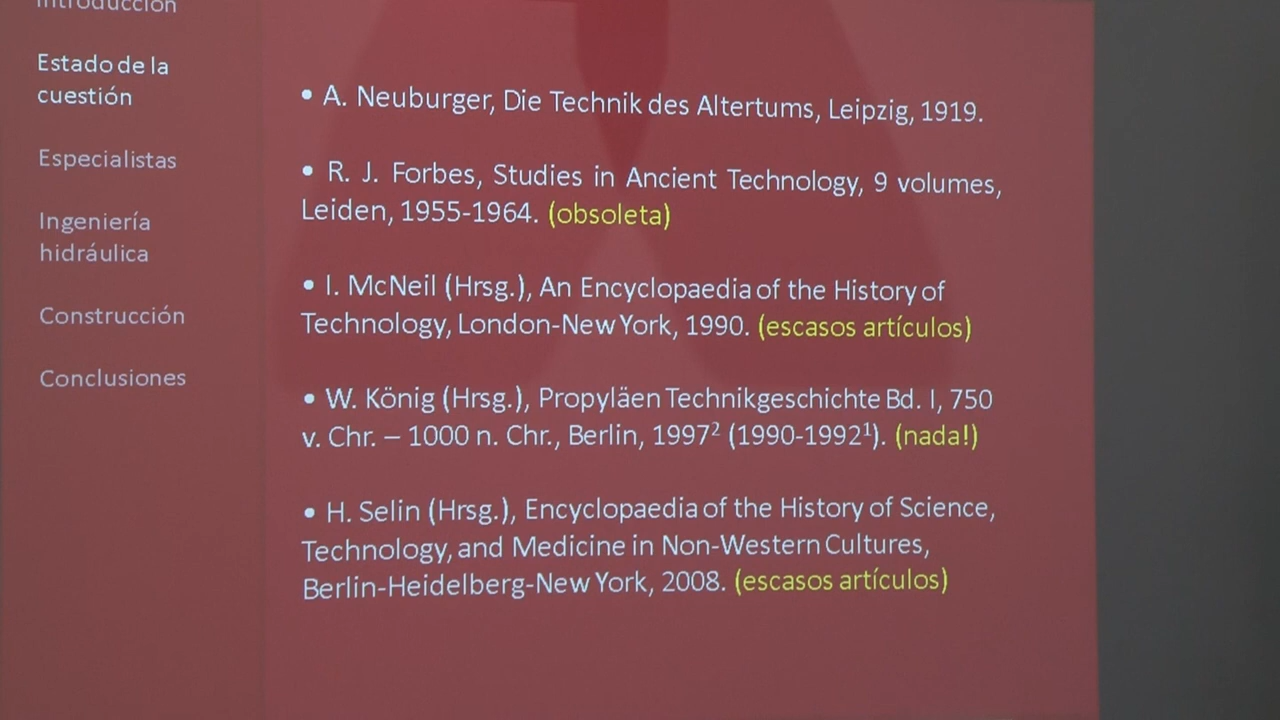 Introducción
Estado de la
cuestión
Especialistas
Ingeniería
hidráulica
Construcción
Conclusiones
• A. Neuburger, Die Technik des Altertums, Leipzig, 1919.
• R. J. Forbes, Studies in Ancient Technology, 9 volumes,
Leiden, 1955-1964. (obsoleta)
• I. McNeil (Hrsg.), An Encyclopaedia of the History of
Technology, London-New York, 1990. (escasos artículos)
• W. König (Hrsg.), Propyläen Technikgeschichte Bd. I, 750
v. Chr. – 1000 n. Chr., Berlin, 1997² (1990-1992¹). (nada!)
• H. Selin (Hrsg.), Encyclopaedia of the History of Science,
Technology, and Medicine in Non-Western Cultures,
Berlin-Heidelberg-New York, 2008. (escasos artículos)